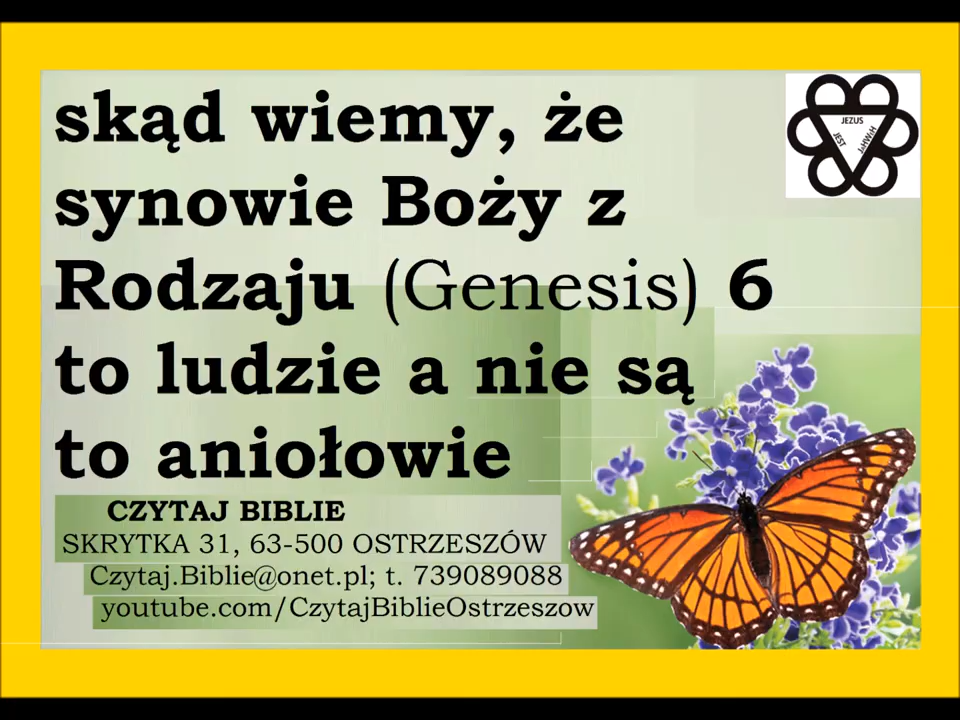 skąd wiemy, że
synowie Boży z
Rodzaju (Genesis) 6
to ludzie a nie są
to aniołowie
CZYTAJ BIBLIE
SKRYTKA 31, 63-500 OSTRZESZÓW
Czytaj.Biblie@onet.pl; t. 739089088
youtube.com/CzytajBiblieOstrzeszow
JEZUS
JEST
JaHWeH